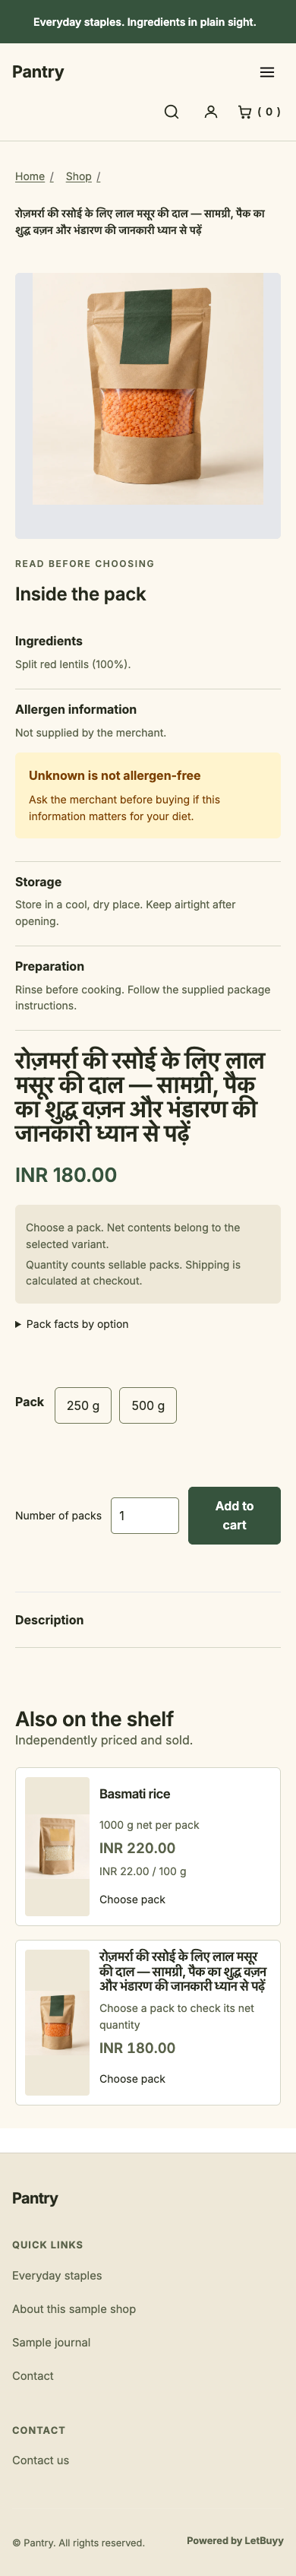 Everyday staples. Ingredients in plain sight.
Pantry
( 0 )
Home /
Shop /
रोज़मर्रा की रसोई के लिए लाल मसूर की दाल — सामग्री, पैक का
शुद्ध वज़न और भंडारण की जानकारी ध्यान से पढ़ें
READ BEFORE CHOOSING
Inside the pack
Ingredients
Split red lentils (100%).
Allergen information
Not supplied by the merchant.
Unknown is not allergen-free
Ask the merchant before buying if this
information matters for your diet.
Storage
Store in a cool, dry place. Keep airtight after
opening.
Preparation
Rinse before cooking. Follow the supplied package
instructions.
रोज़मर्रा की रसोई के लिए लाल
मसूर की दाल — सामग्री, पैक
का शुद्ध वज़न और भंडारण की
जानकारी ध्यान से पढ़ें
INR 180.00
Choose a pack. Net contents belong to the
selected variant.
Quantity counts sellable packs. Shipping is
calculated at checkout.
Pack facts by option
Pack
250 g
500 g
Number of packs
1
Add to
cart
Description
Also on the shelf
Independently priced and sold.
Basmati rice
1000 g net per pack
INR 220.00
INR 22.00 / 100 g
Choose pack
रोज़मर्रा की रसोई के लिए लाल मसूर
की दाल — सामग्री, पैक का शुद्ध वज़न
और भंडारण की जानकारी ध्यान से पढ़ें
Choose a pack to check its net
quantity
INR 180.00
Choose pack
Pantry
QUICK LINKS
Everyday staples
About this sample shop
Sample journal
Contact
CONTACT
Contact us
© Pantry. All rights reserved.
Powered by LetBuyy